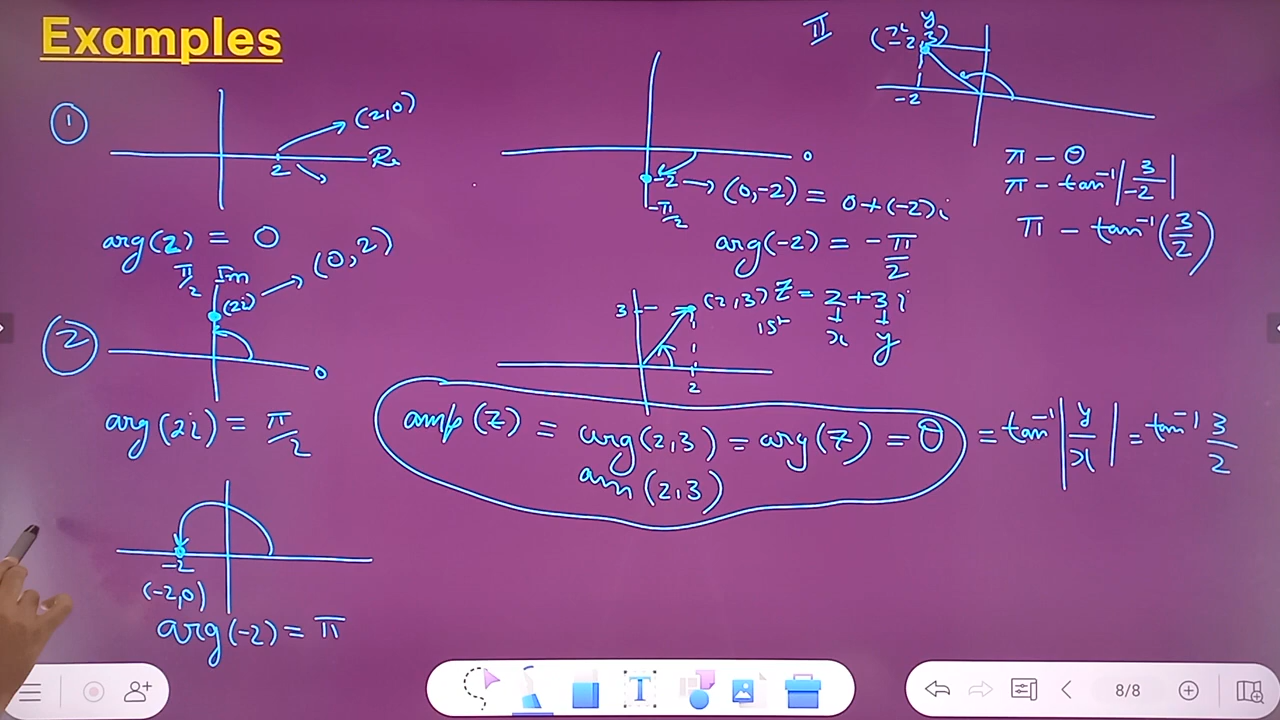 Examples
①
(2,0)
2
Re
arg(2) = 0
π/2
Im
(2i)
(0,2)
②
0
arg(2i) = π/2
-2
(-2,0)
arg(-2) = π
0
-2 → (0,-2) = 0+(-2)i
-π/2
arg(-2) = -π/2
3
(2,3) Z = 2+3i
1st
x y
2
amp(Z) = arg(2,3) = arg(Z) = θ = tan⁻¹|y/x| = tan⁻¹ 3/2
am(2,3)
II
y
-2
π - θ
π - tan⁻¹|3/-2|
π - tan⁻¹(3/2)
T
8/8